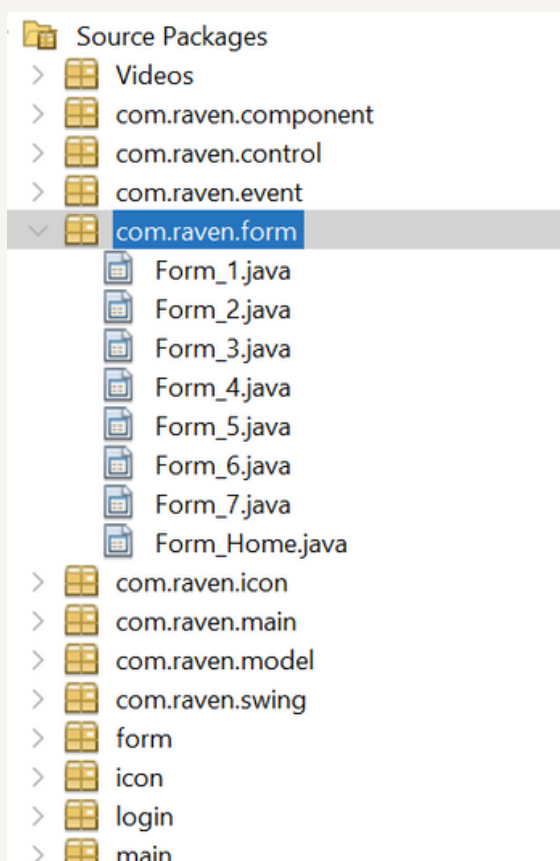 Source Packages
Videos
com.raven.component
com.raven.control
com.raven.event
com.raven.form
Form_1.java
Form_2.java
Form_3.java
Form_4.java
Form_5.java
Form_6.java
Form_7.java
Form_Home.java
com.raven.icon
com.raven.main
com.raven.model
com.raven.swing
form
icon
login
main